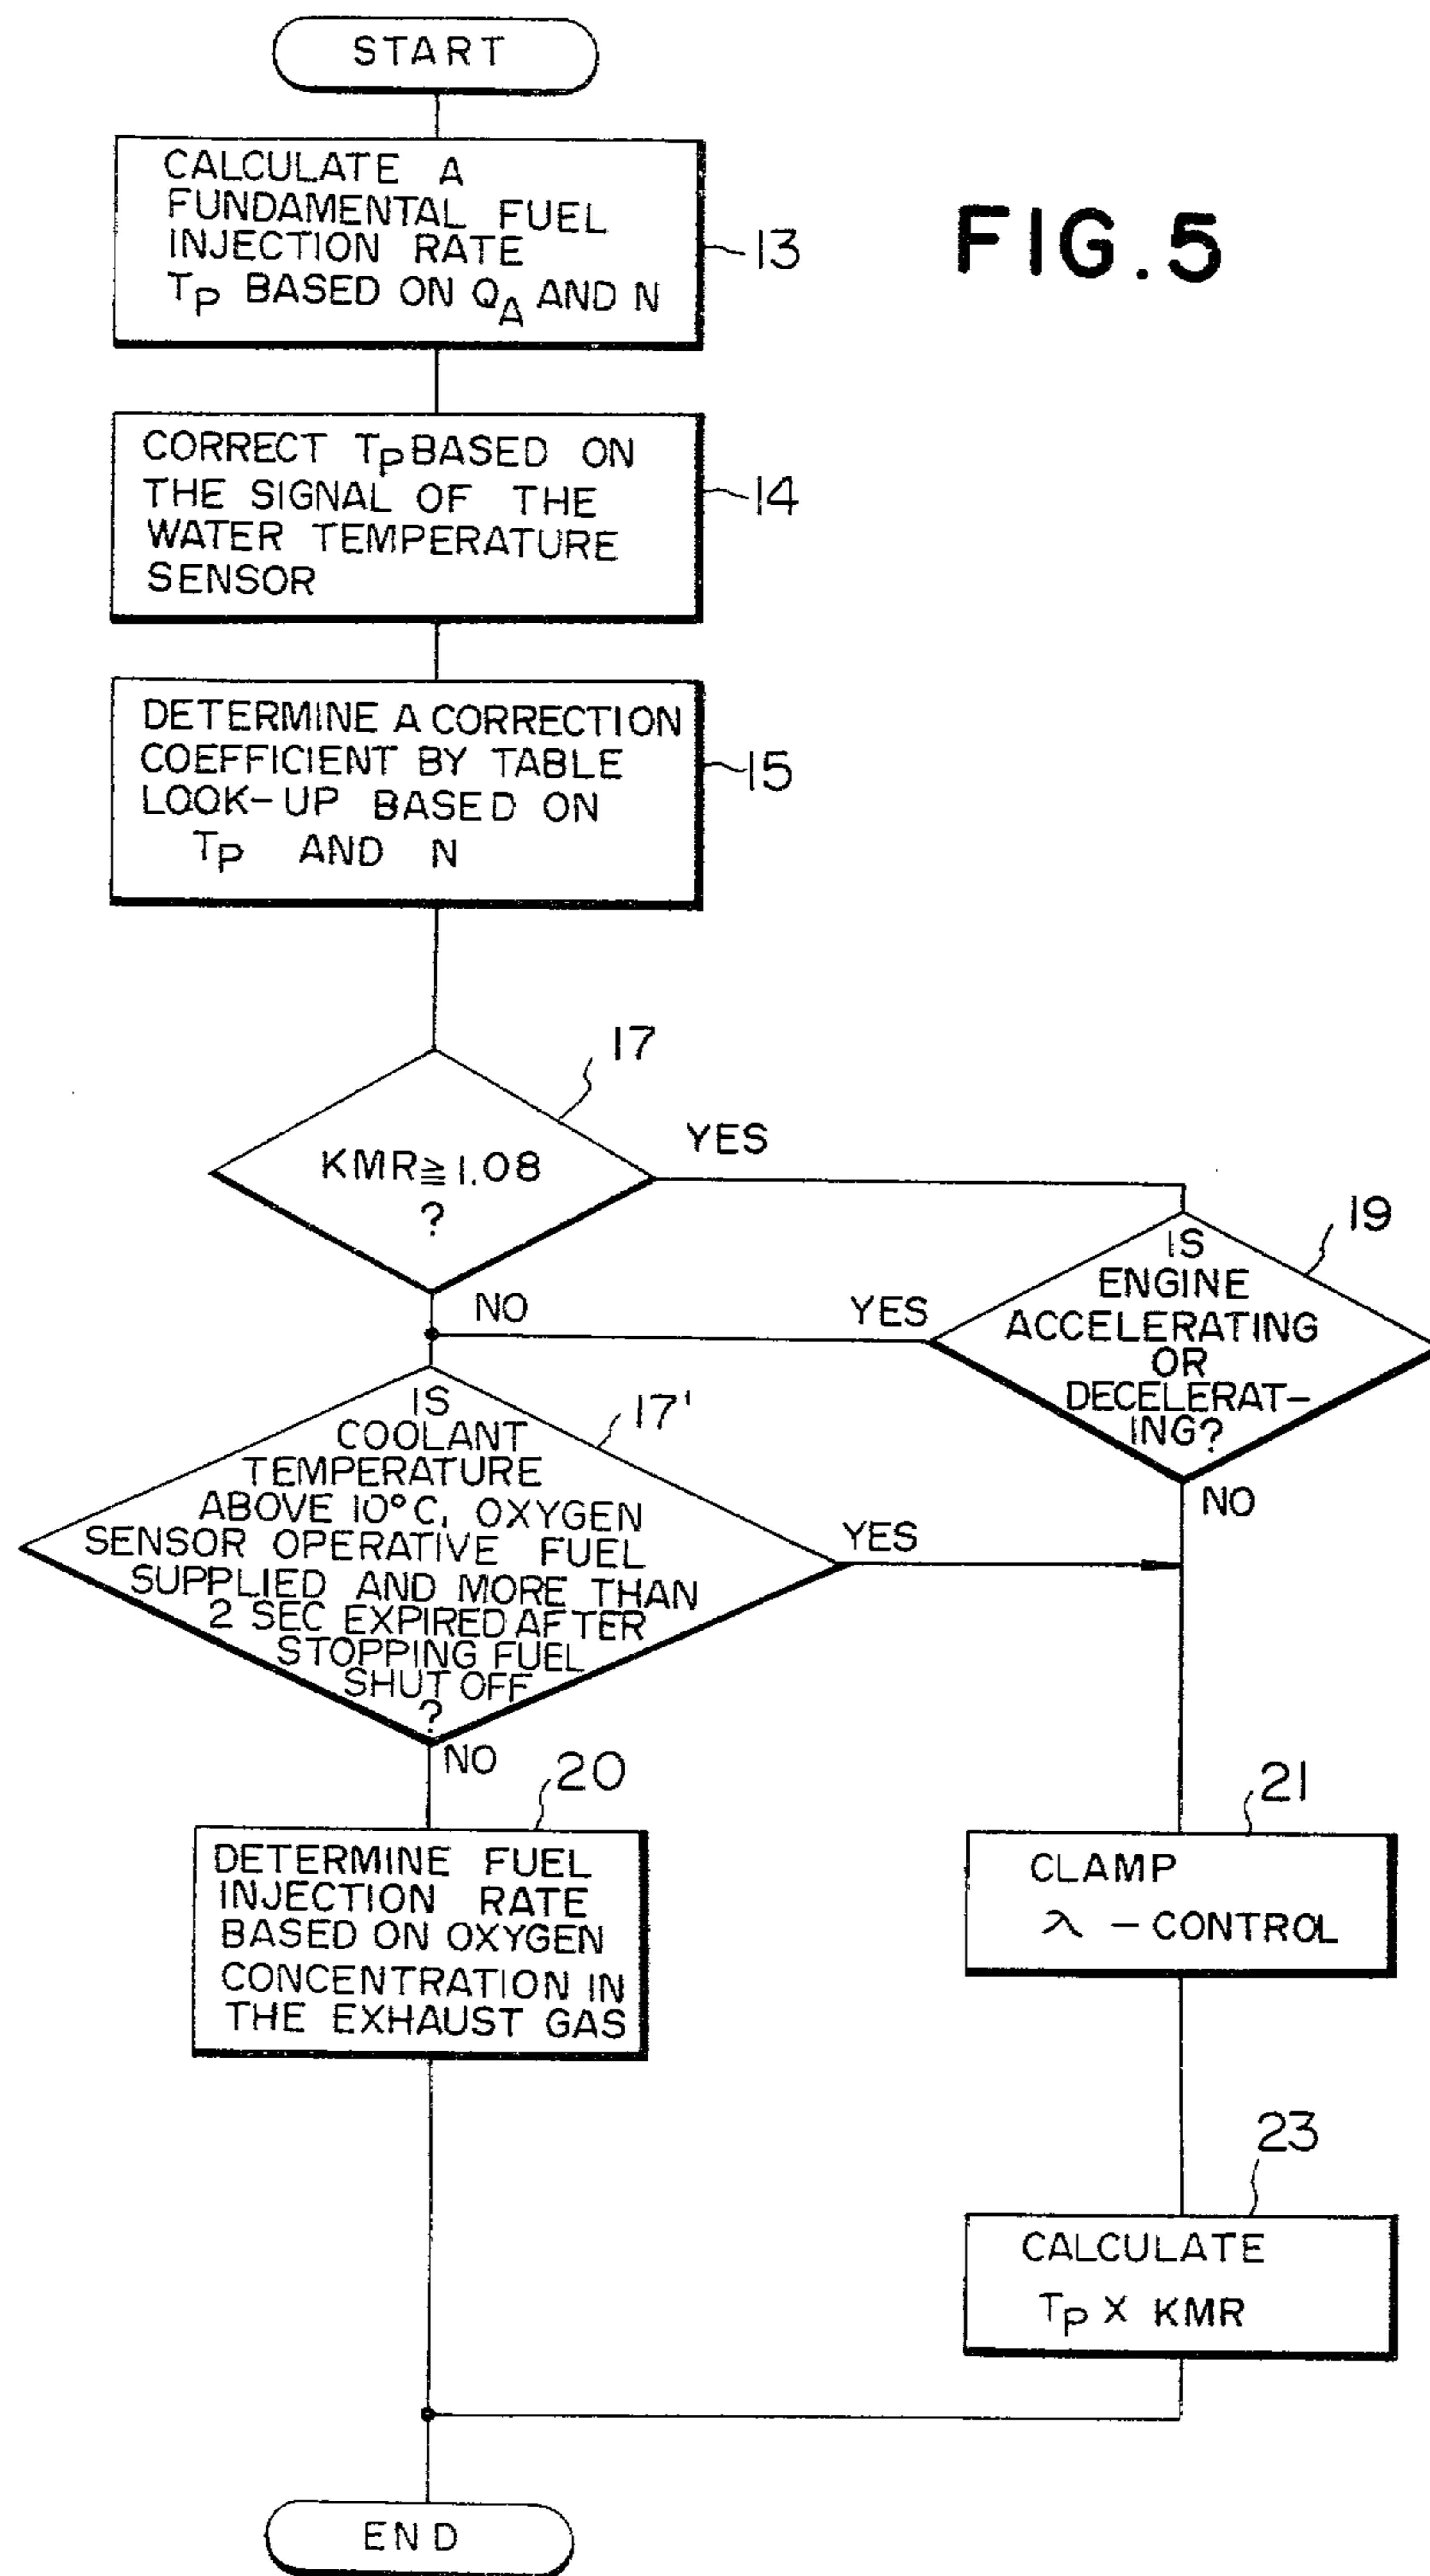 START
CALCULATE A
FUNDAMENTAL FUEL
INJECTION RATE
TP BASED ON QA AND N
13
FIG.5
CORRECT TP BASED ON
THE SIGNAL OF THE
WATER TEMPERATURE
SENSOR
14
DETERMINE A CORRECTION
COEFFICIENT BY TABLE
LOOK-UP BASED ON
TP AND N
15
17
KMR≧1.08
?
YES
NO
19
IS
ENGINE
ACCELERATING
OR
DECELERAT-
ING?
YES
NO
17'
IS
COOLANT
TEMPERATURE
ABOVE 10°C, OXYGEN
SENSOR OPERATIVE FUEL
SUPPLIED AND MORE THAN
2 SEC EXPIRED AFTER
STOPPING FUEL
SHUT OFF
?
YES
NO
20
DETERMINE FUEL
INJECTION RATE
BASED ON OXYGEN
CONCENTRATION IN
THE EXHAUST GAS
21
CLAMP
λ - CONTROL
23
CALCULATE
TP X KMR
END